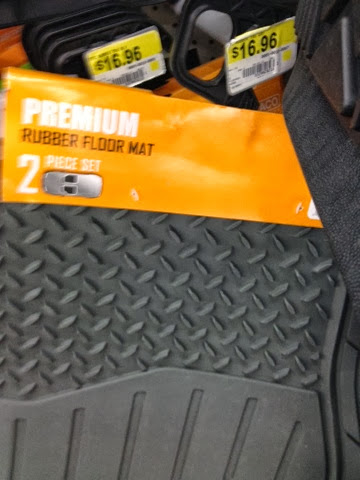 $16.96
$16.96
PREMIUM
RUBBER FLOOR MAT
2 PIECE SET